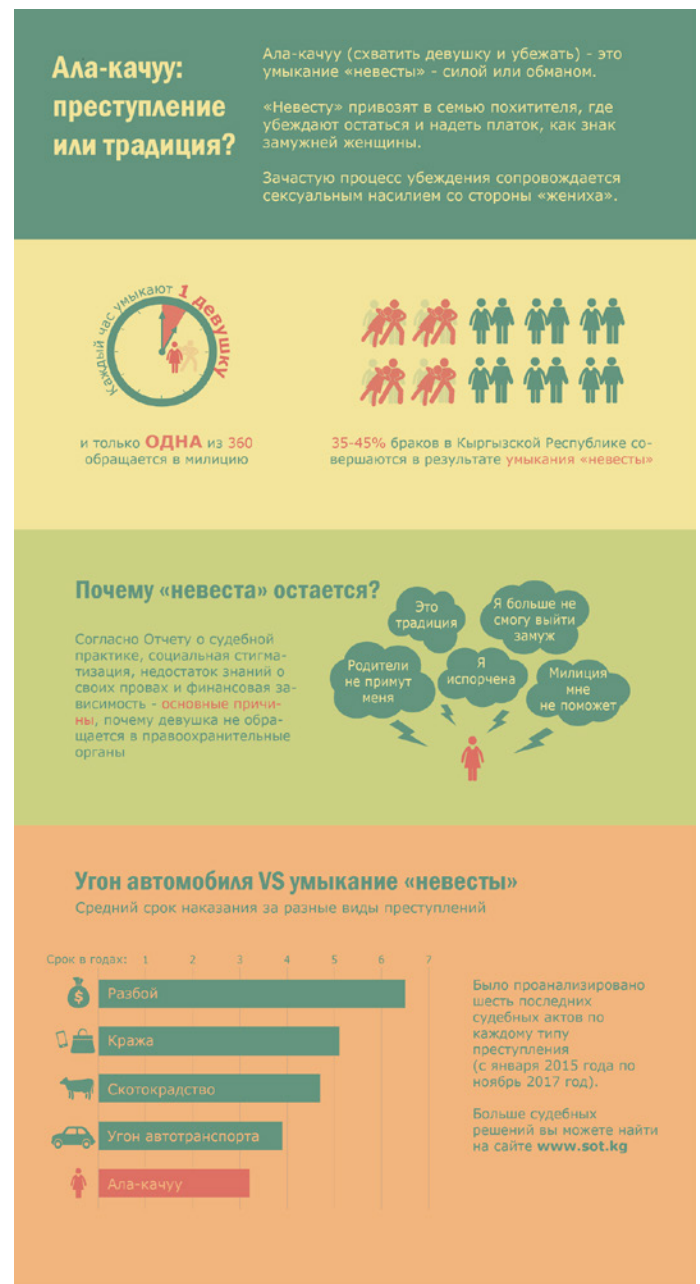 Ала-качуу:
преступление
или традиция?
Ала-качуу (схватить девушку и убежать) - это
умыкание «невесты» - силой или обманом.
«Невесту» привозят в семью похитителя, где
убеждают остаться и надеть платок, как знак
замужней женщины.
Зачастую процесс убеждения сопровождается
сексуальным насилием со стороны «жениха».
Каждый час умыкают 1 девушку
и только ОДНА из 360
обращается в милицию
35-45% браков в Кыргызской Республике со-
вершаются в результате умыкания «невесты»
Почему «невеста» остается?
Согласно Отчету о судебной
практике, социальная стигма-
тизация, недостаток знаний о
своих провах и финансовая за-
висимость - основные причи-
ны, почему девушка не обра-
щается в правоохранительные
органы
Это
традиция
Я больше не
смогу выйти
замуж
Родители
не примут
меня
Я
испорчена
Милиция
мне
не поможет
Угон автомобиля VS умыкание «невесты»
Средний срок наказания за разные виды преступлений
Срок в годах: 1 2 3 4 5 6 7
$
Разбой
Кража
Скотокрадство
Угон автотранспорта
Ала-качуу
Было проанализировано
шесть последних
судебных актов по
каждому типу
преступления
(с января 2015 года по
ноябрь 2017 год).
Больше судебных
решений вы можете найти
на сайте www.sot.kg